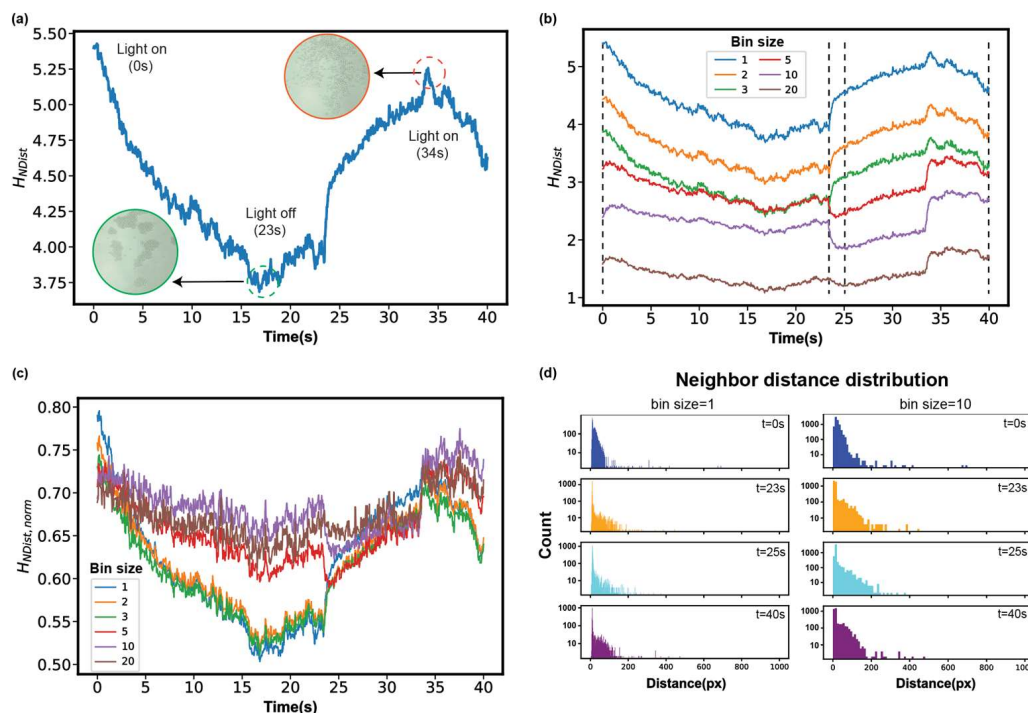 (a)
5.50
5.25
5.00
4.75
4.50
4.25
4.00
3.75
H_NDist
Light on
(0s)
Light off
(23s)
Light on
(34s)
0 5 10 15 20 25 30 35 40
Time(s)
(b)
5
4
3
2
1
H_NDist
Bin size
1 5
2 10
3 20
0 5 10 15 20 25 30 35 40
Time(s)
(c)
0.80
0.75
0.70
0.65
0.60
0.55
0.50
H_NDist,norm
Bin size
1
2
3
5
10
20
0 5 10 15 20 25 30 35 40
Time(s)
(d)
Neighbor distance distribution
bin size=1 bin size=10
Count
100
10
t=0s
1000
100
10
t=0s
1000
100
10
t=23s
1000
100
10
t=23s
1000
100
10
t=25s
1000
100
10
t=25s
1000
100
10
t=40s
1000
100
10
t=40s
0 200 400 600 800 1000
0 200 400 600 800 100
Distance(px) Distance(px)